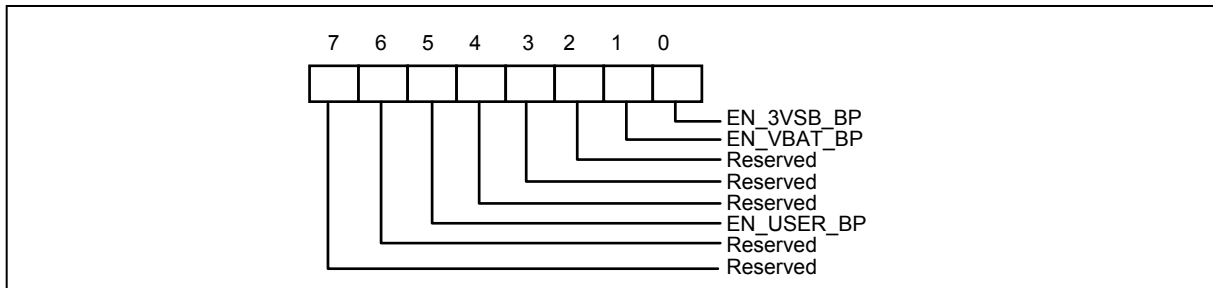 7 6 5 4 3 2 1 0
EN_3VSB_BP
EN_VBAT_BP
Reserved
Reserved
Reserved
EN_USER_BP
Reserved
Reserved